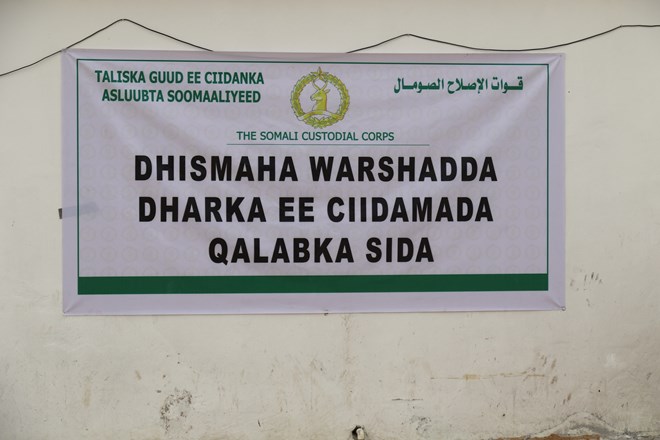 TALISKA GUUD EE CIIDANKA
ASLUUBTA SOOMAALIYEED
قوات الإصلاح الصومال
THE SOMALI CUSTODIAL CORPS
DHISMAHA WARSHADDA
DHARKA EE CIIDAMADA
QALABKA SIDA